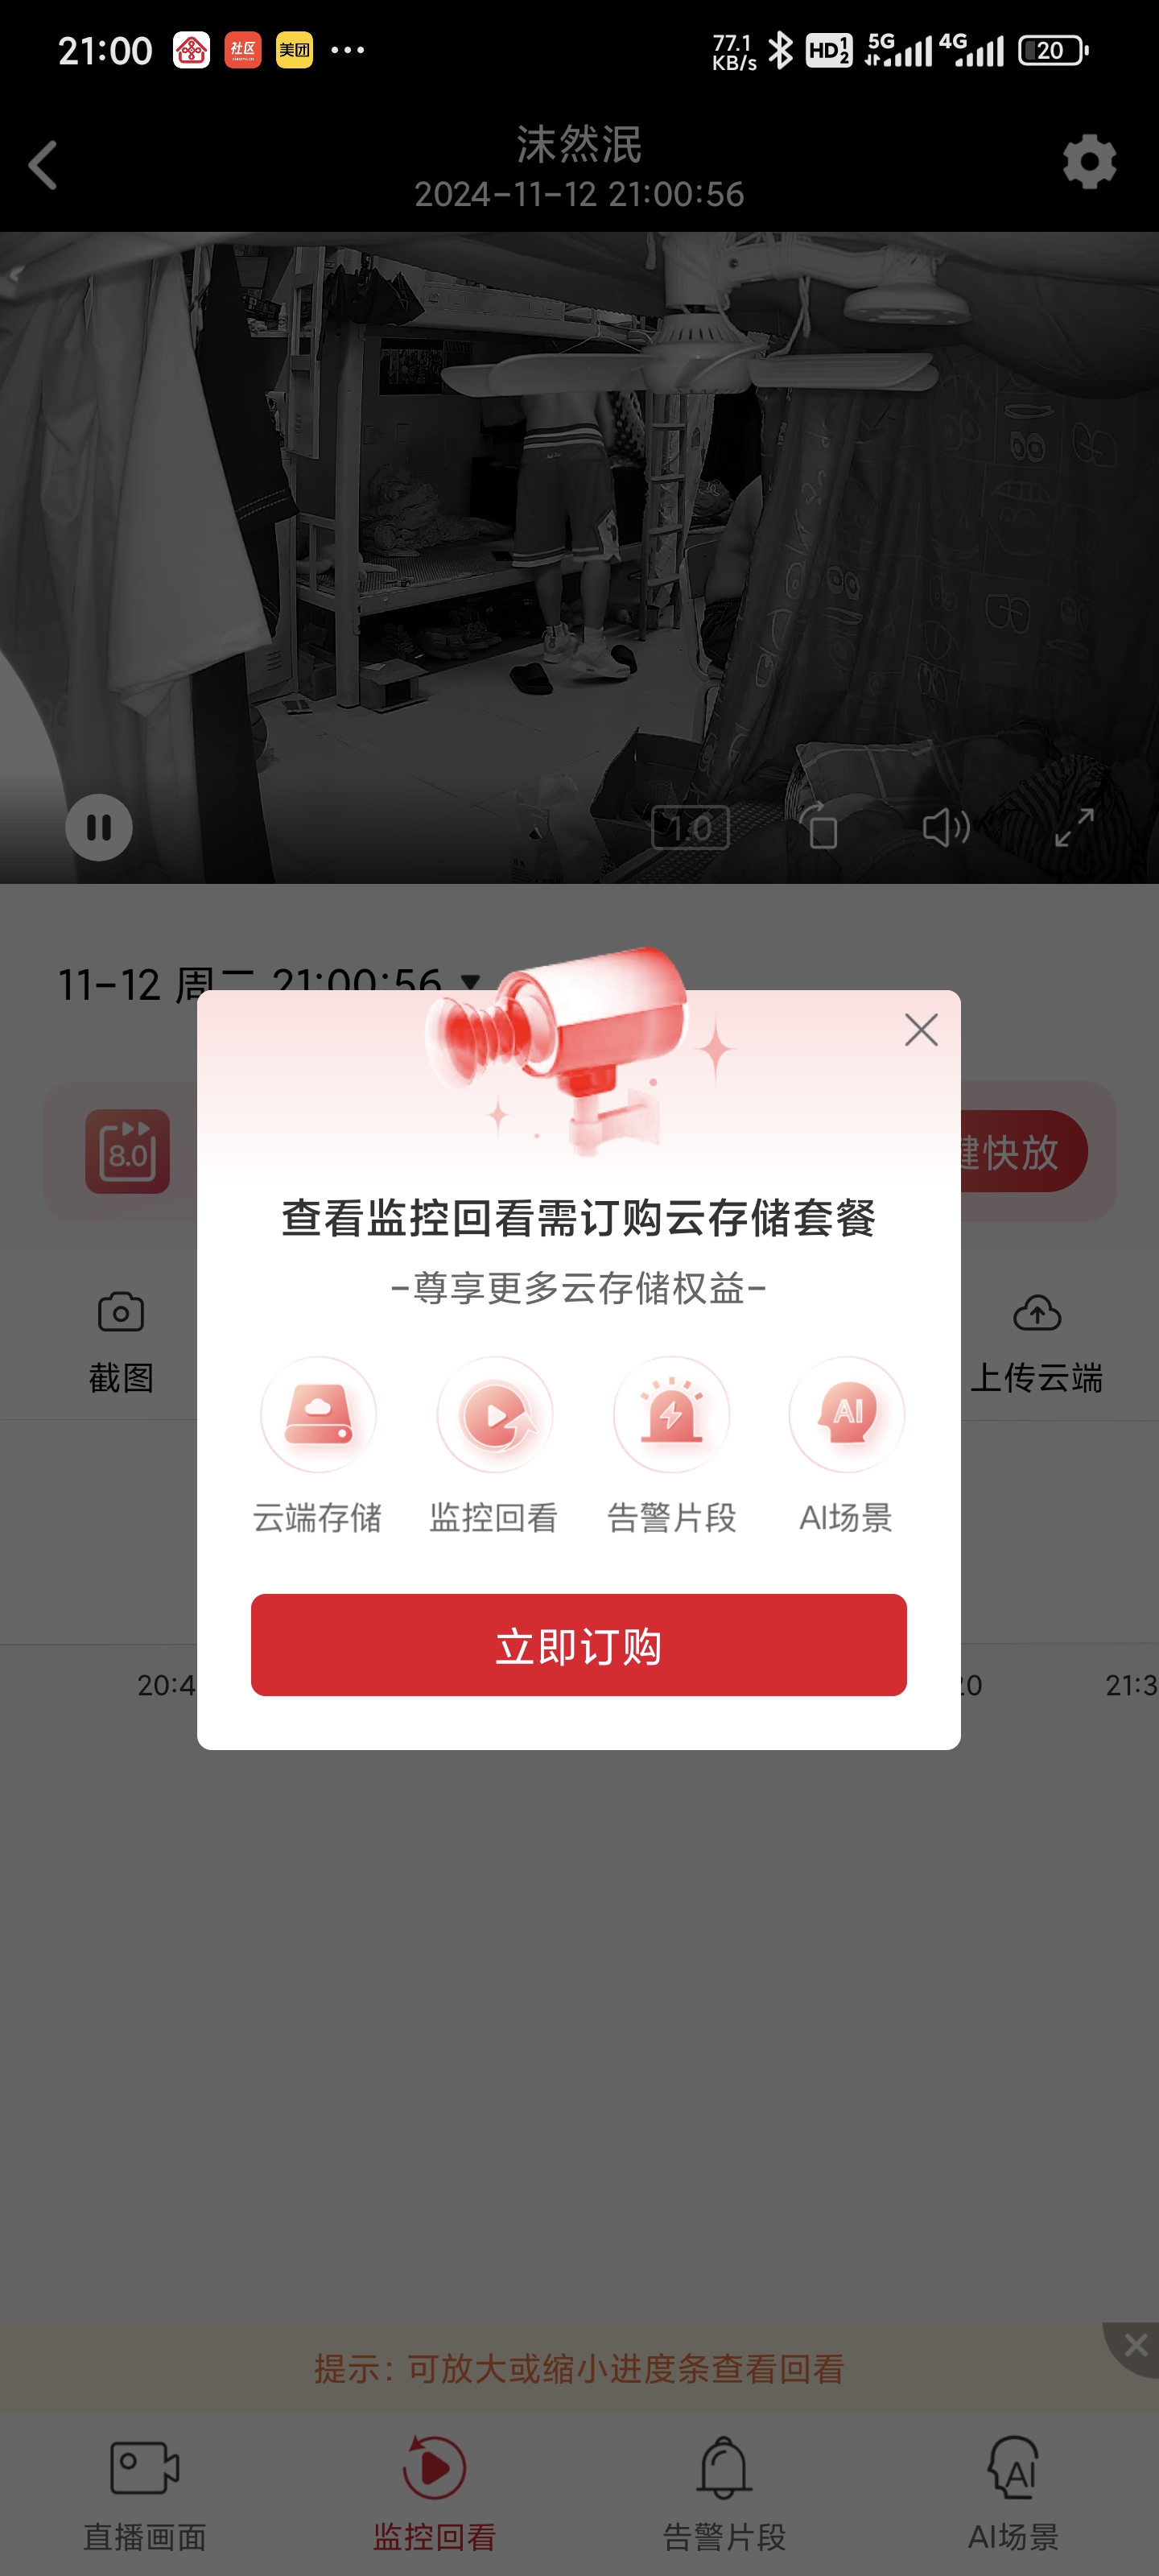 21:00
社区
美团
77.1
KB/s
HD 1 2
5G
4G
20
沫然泯
2024-11-12 21:00:56
1.0
11-12 周二 21:00:56
8.0
键快放
查看监控回看需订购云存储套餐
-尊享更多云存储权益-
AI
云端存储 监控回看 告警片段 AI场景
立即订购
截图
上传云端
20:4
20
21:3
提示：可放大或缩小进度条查看回看
AI
直播画面 监控回看 告警片段 AI场景